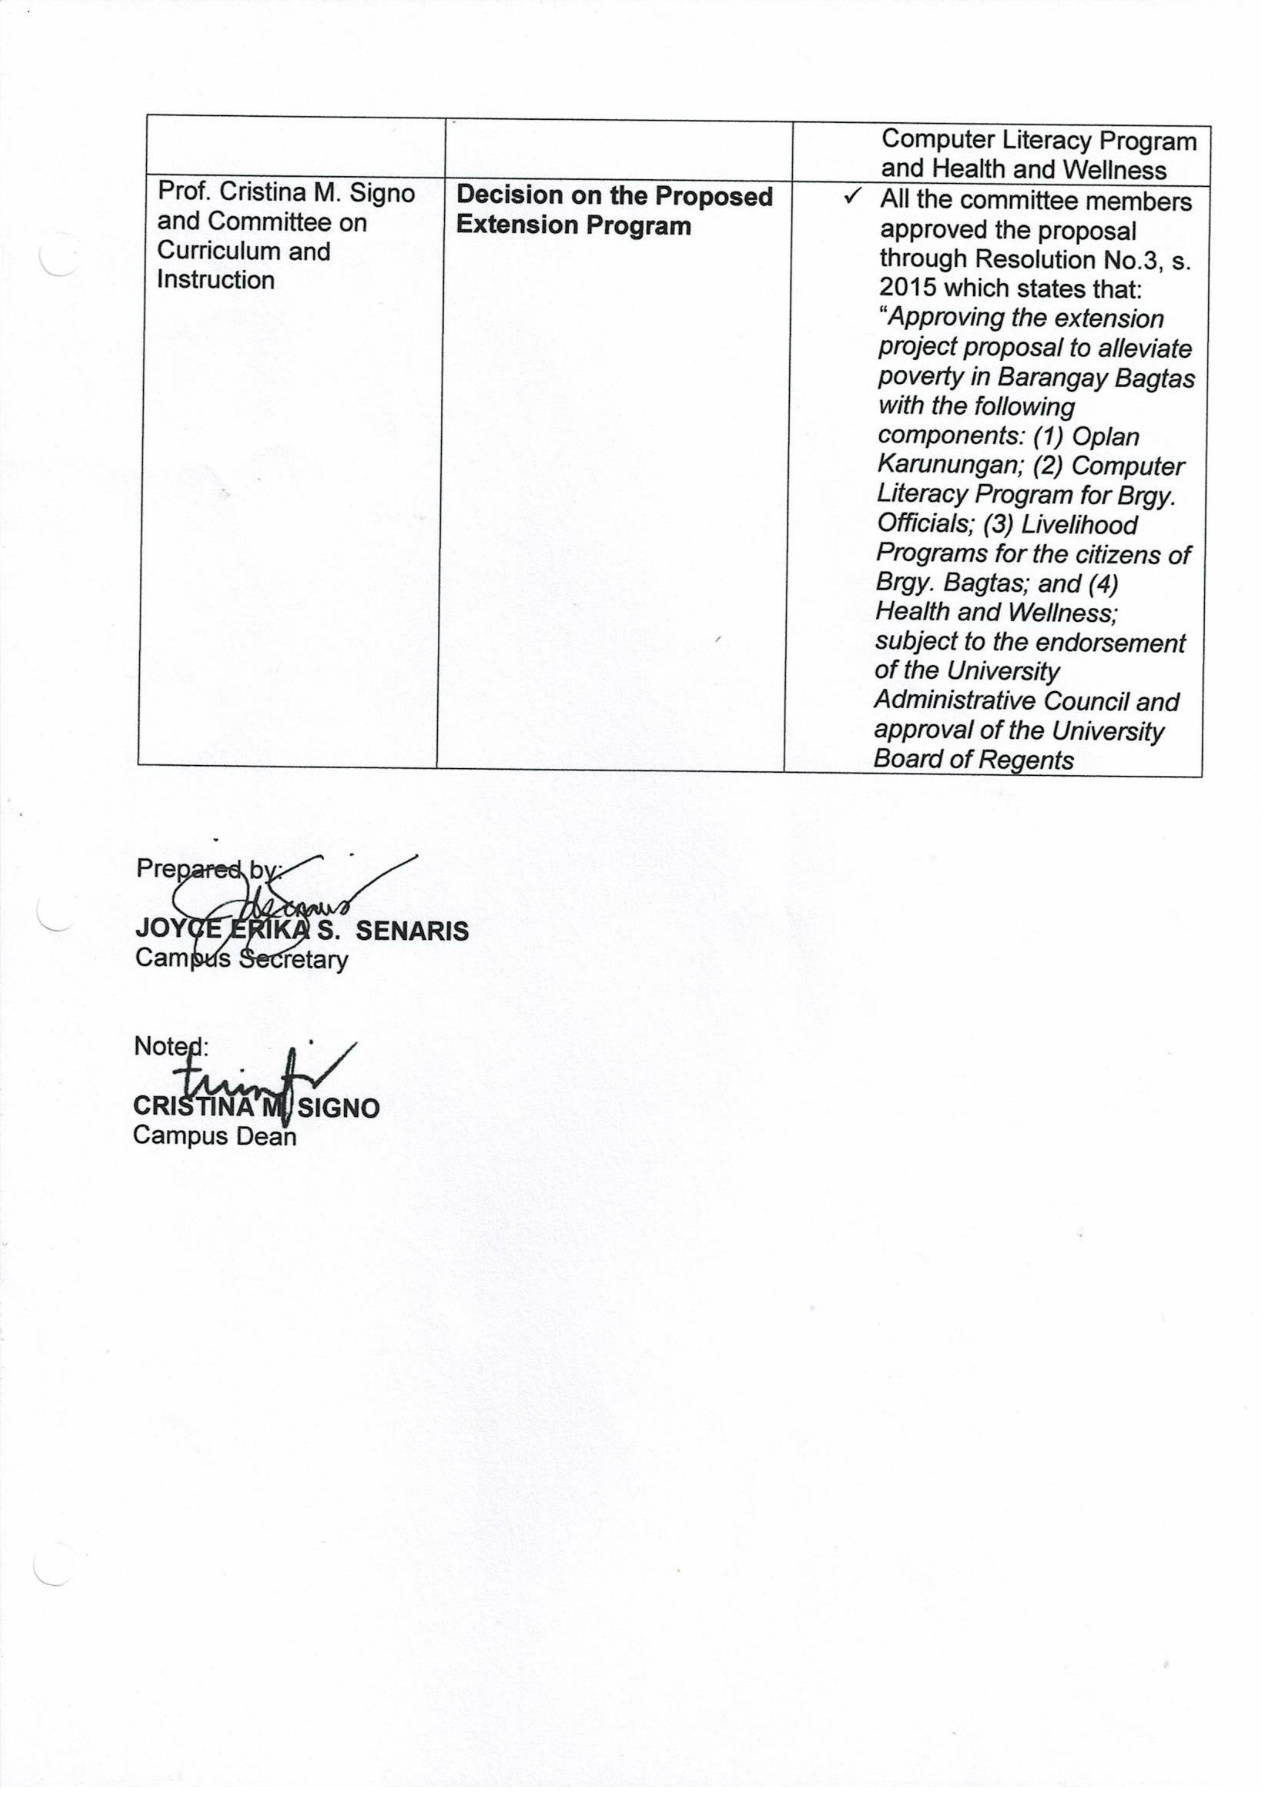 Computer Literacy Program
and Health and Wellness
Prof. Cristina M. Signo
and Committee on
Curriculum and
Instruction
Decision on the Proposed
Extension Program
✓ All the committee members
approved the proposal
through Resolution No.3, s.
2015 which states that:
“Approving the extension
project proposal to alleviate
poverty in Barangay Bagtas
with the following
components: (1) Oplan
Karunungan; (2) Computer
Literacy Program for Brgy.
Officials; (3) Livelihood
Programs for the citizens of
Brgy. Bagtas; and (4)
Health and Wellness;
subject to the endorsement
of the University
Administrative Council and
approval of the University
Board of Regents
Prepared by:
JOYCE ERIKA S. SENARIS
Campus Secretary
Noted:
CRISTINA M. SIGNO
Campus Dean